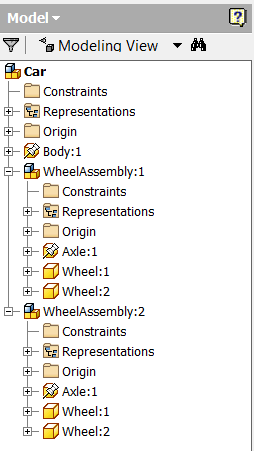 Model
?
Modeling View
Car
Constraints
Representations
Origin
Body:1
WheelAssembly:1
Constraints
Representations
Origin
Axle:1
Wheel:1
Wheel:2
WheelAssembly:2
Constraints
Representations
Origin
Axle:1
Wheel:1
Wheel:2